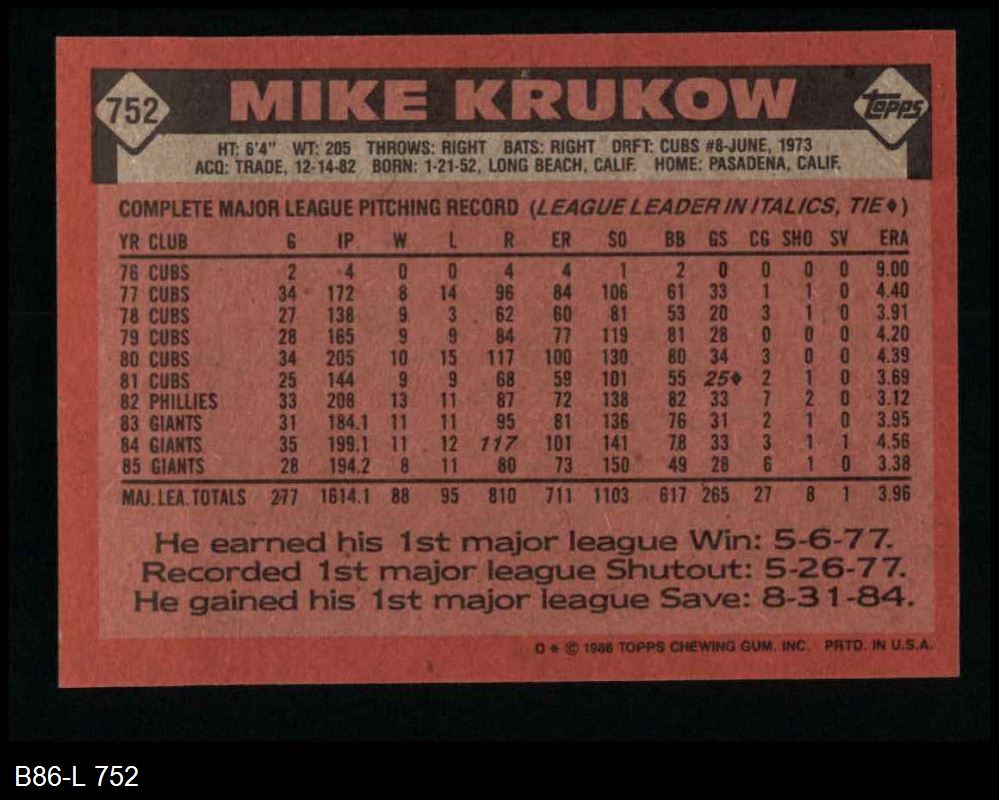 752 MIKE KRUKOW Topps
HT: 6'4" WT: 205 THROWS: RIGHT BATS: RIGHT DRFT: CUBS #8-JUNE, 1973
ACQ: TRADE, 12-14-82 BORN: 1-21-52, LONG BEACH, CALIF. HOME: PASADENA, CALIF.
COMPLETE MAJOR LEAGUE PITCHING RECORD (LEAGUE LEADER IN ITALICS, TIE♦)
YR CLUB G IP W L R ER SO BB GS CG SHO SV ERA
76 CUBS 2 4 0 0 4 4 1 2 0 0 0 0 9.00
77 CUBS 34 172 8 14 96 84 106 61 33 1 1 0 4.40
78 CUBS 27 138 9 3 62 60 81 53 20 3 1 0 3.91
79 CUBS 28 165 9 9 84 77 119 81 28 0 0 0 4.20
80 CUBS 34 205 10 15 117 100 130 80 34 3 0 0 4.39
81 CUBS 25 144 9 9 68 59 101 55 25♦ 2 1 0 3.69
82 PHILLIES 33 208 13 11 87 72 138 82 33 7 2 0 3.12
83 GIANTS 31 184.1 11 11 95 81 136 76 31 2 1 0 3.95
84 GIANTS 35 199.1 11 12 117 101 141 78 33 3 1 1 4.56
85 GIANTS 28 194.2 8 11 80 73 150 49 28 6 1 0 3.38
MAJ. LEA. TOTALS 277 1614.1 88 95 810 711 1103 617 265 27 8 1 3.96
He earned his 1st major league Win: 5-6-77.
Recorded 1st major league Shutout: 5-26-77.
He gained his 1st major league Save: 8-31-84.
D * © 1986 TOPPS CHEWING GUM, INC. PRTD. IN U.S.A.
B86-L 752